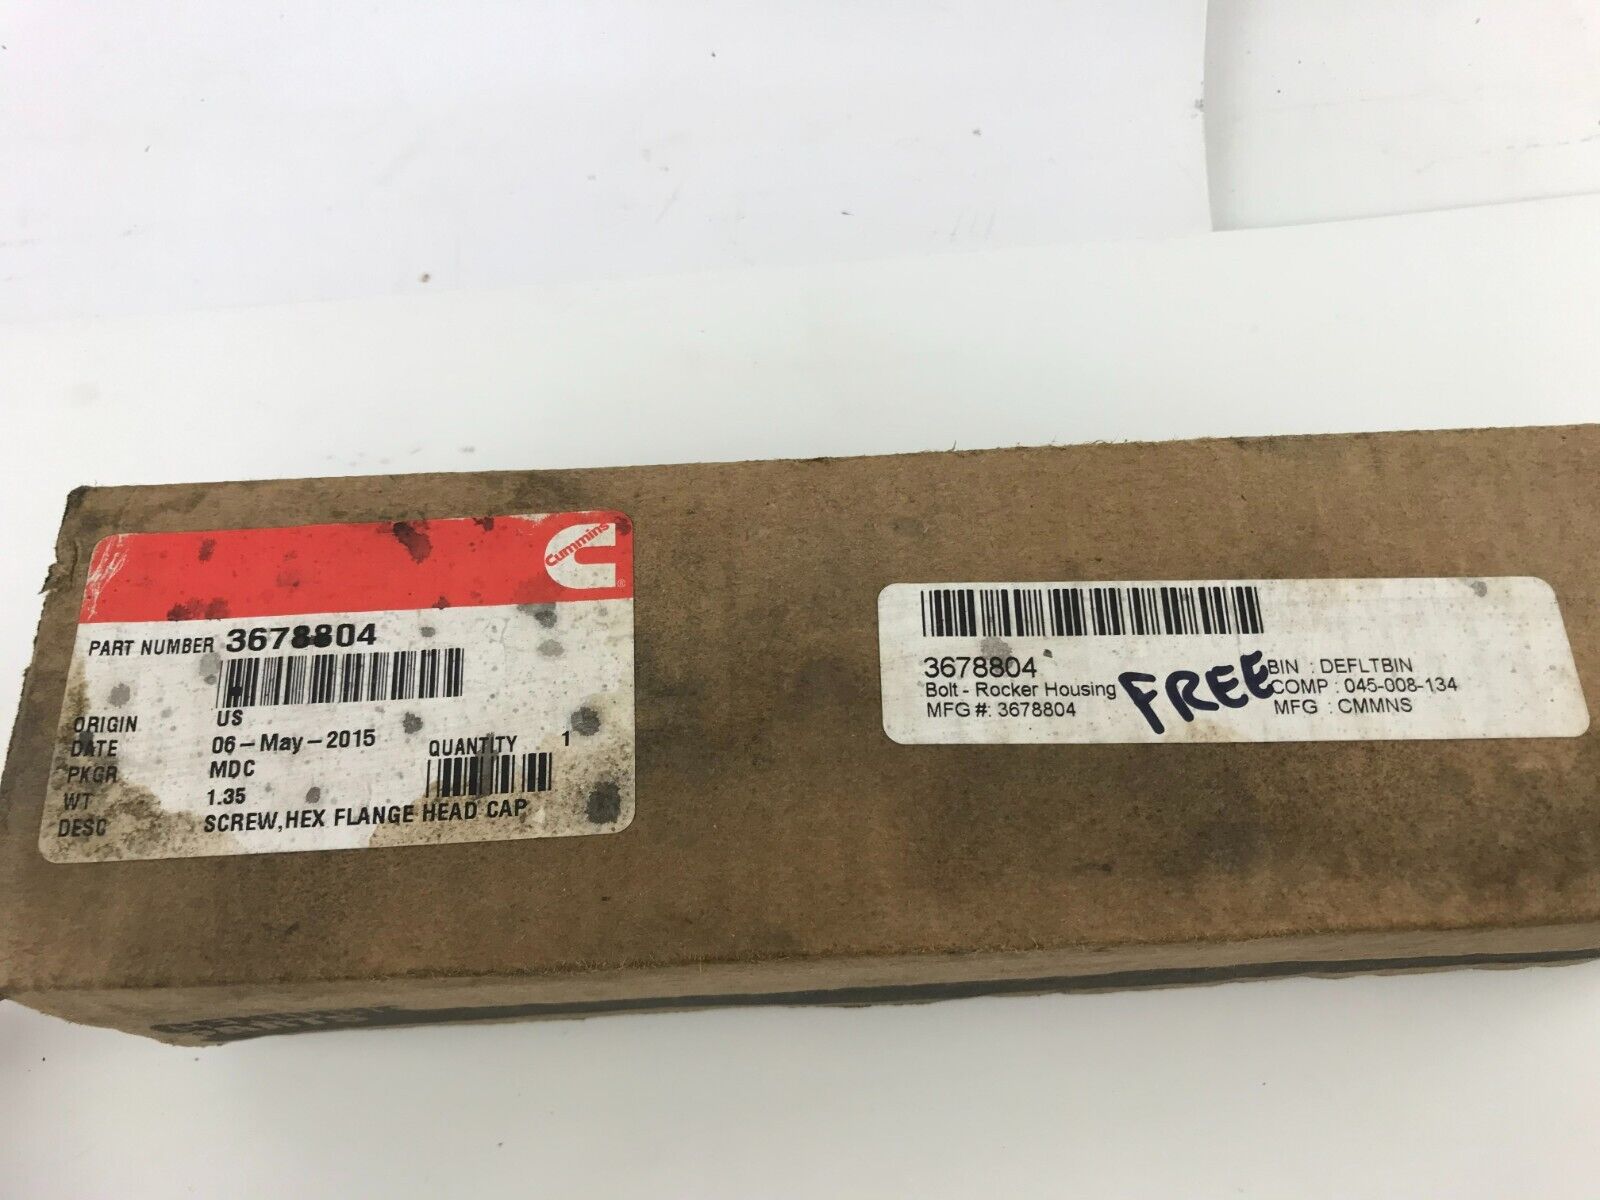 Cummins
®
PART NUMBER 3678804
ORIGIN US
DATE 06-May-2015
PKGR MDC
QUANTITY 1
WT 1.35
DESC SCREW,HEX FLANGE HEAD CAP
3678804
Bolt - Rocker Housing
MFG #: 3678804
FREE
BIN : DEFLTBIN
COMP : 045-008-134
MFG : CMMNS